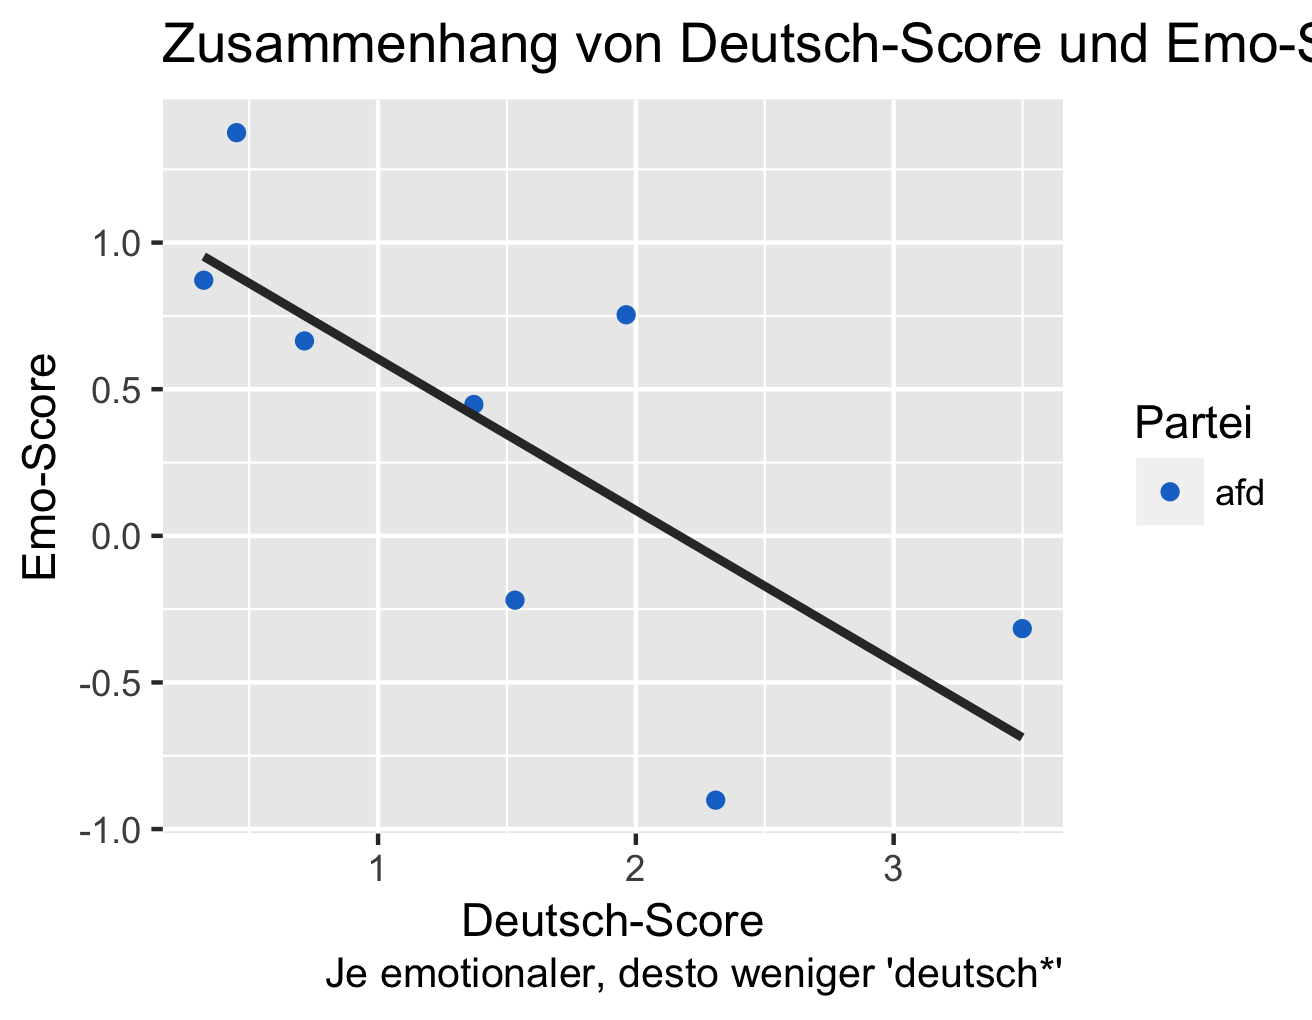 Zusammenhang von Deutsch-Score und Emo-
1.0
0.5
0.0
-0.5
-1.0
Emo-Score
1 2 3
Deutsch-Score
Je emotionaler, desto weniger 'deutsch*'
Partei
afd